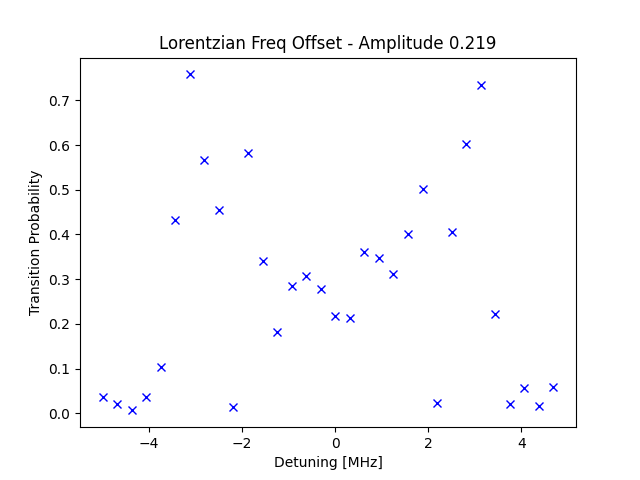 Lorentzian Freq Offset - Amplitude 0.219
Transition Probability
0.7
0.6
0.5
0.4
0.3
0.2
0.1
0.0
−4 −2 0 2 4
Detuning [MHz]